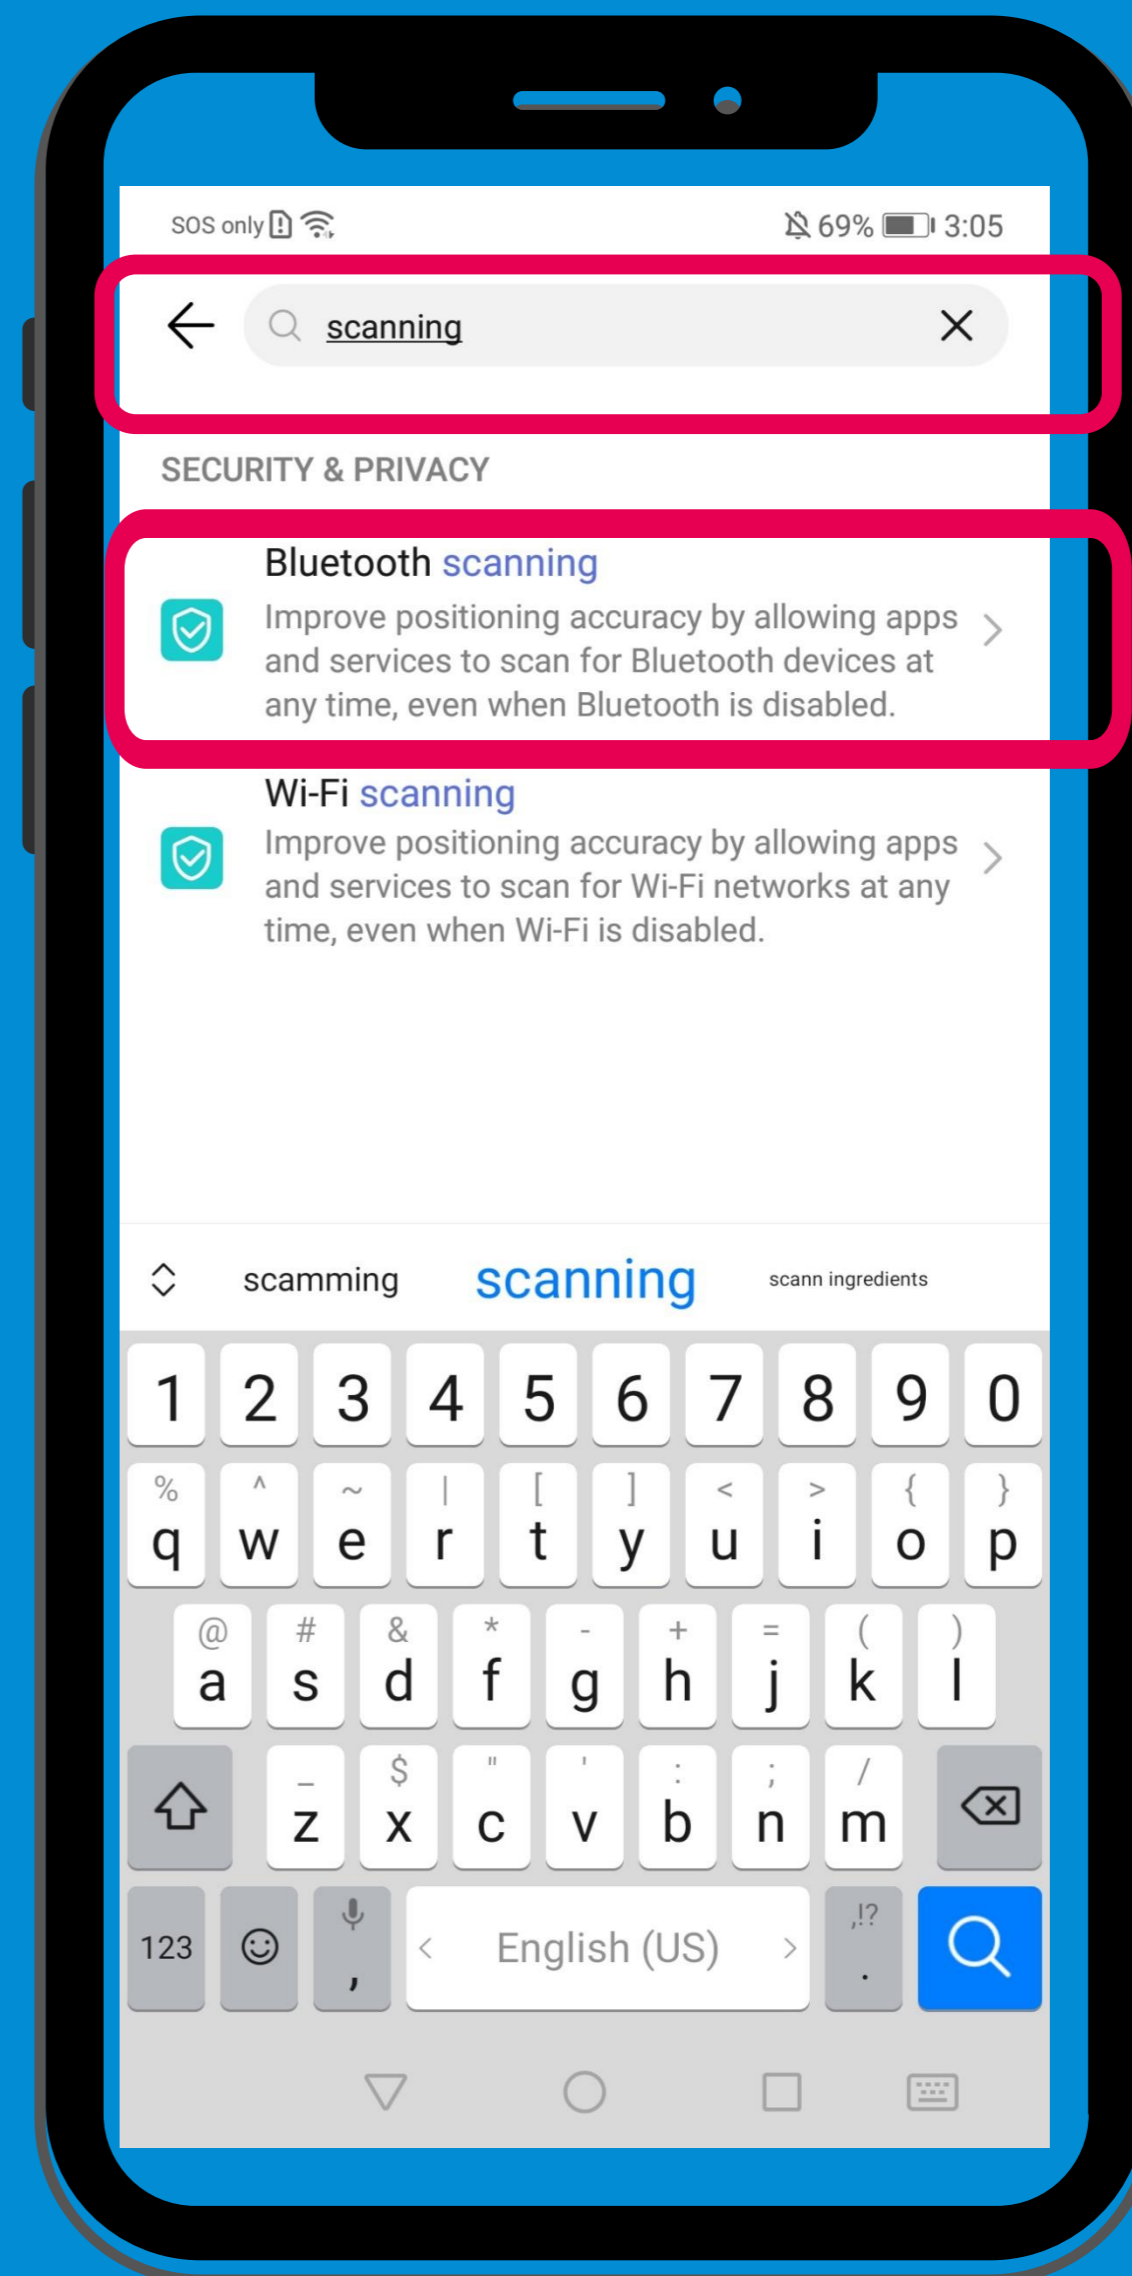 SOS only 69% 3:05
scanning
SECURITY & PRIVACY
Bluetooth scanning
Improve positioning accuracy by allowing apps
and services to scan for Bluetooth devices at
any time, even when Bluetooth is disabled.
Wi-Fi scanning
Improve positioning accuracy by allowing apps
and services to scan for Wi-Fi networks at any
time, even when Wi-Fi is disabled.
scamming scanning scann ingredients
1 2 3 4 5 6 7 8 9 0
% ^ ~ | [ ] < > { }
q w e r t y u i o p
@ # & * - + = ( )
a s d f g h j k l
_ $ " ' : ; /
z x c v b n m
,!?
123 , < English (US) > .